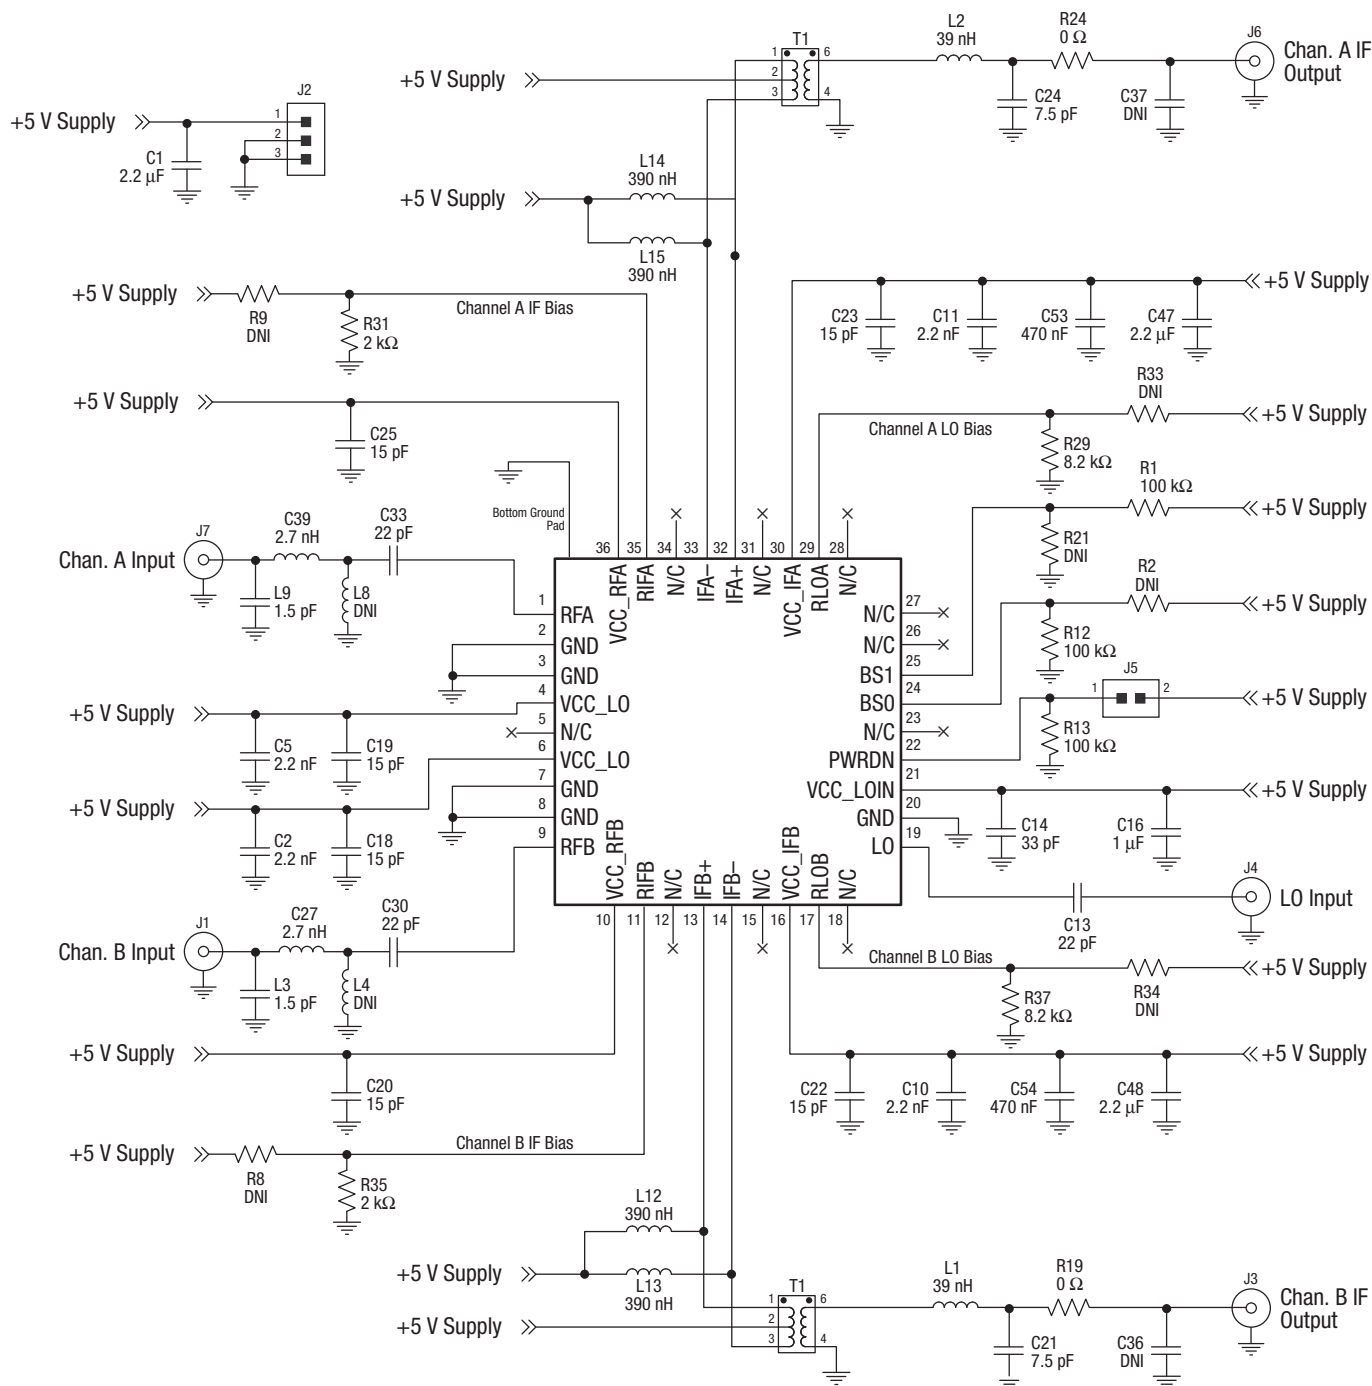 T1
1
2
3
6
4
+5 V Supply
L2
39 nH
R24
0 Ω
C24
7.5 pF
C37
DNI
J6
Chan. A IF
Output
J2
1
2
3
+5 V Supply
C1
2.2 μF
+5 V Supply
L14
390 nH
L15
390 nH
+5 V Supply
R9
DNI
R31
2 kΩ
Channel A IF Bias
+5 V Supply
C23
15 pF
C11
2.2 nF
C53
470 nF
C47
2.2 μF
+5 V Supply
C25
15 pF
R33
DNI
+5 V Supply
Channel A LO Bias
R29
8.2 kΩ
R1
100 kΩ
+5 V Supply
R21
DNI
R2
DNI
+5 V Supply
R12
100 kΩ
J5
1
2
+5 V Supply
R13
100 kΩ
Bottom Ground
Pad
J7
Chan. A Input
C39
2.7 nH
C33
22 pF
L9
1.5 pF
L8
DNI
36
35
34
33
32
31
30
29
28
VCC_RFA
RIFA
N/C
IFA–
IFA+
N/C
VCC_IFA
RLOA
N/C
1
RFA
2
GND
3
GND
4
VCC_LO
5
N/C
6
VCC_LO
7
GND
8
GND
9
RFB
27
N/C
26
N/C
25
BS1
24
BS0
23
N/C
22
PWRDN
21
VCC_LOIN
20
GND
19
LO
VCC_RFB
RIFB
N/C
IFB+
IFB–
N/C
VCC_IFB
RLOB
N/C
10
11
12
13
14
15
16
17
18
+5 V Supply
C5
2.2 nF
C19
15 pF
+5 V Supply
C2
2.2 nF
C18
15 pF
+5 V Supply
C14
33 pF
C16
1 μF
J4
LO Input
C13
22 pF
J1
Chan. B Input
C27
2.7 nH
C30
22 pF
L3
1.5 pF
L4
DNI
Channel B LO Bias
+5 V Supply
R37
8.2 kΩ
R34
DNI
+5 V Supply
C20
15 pF
+5 V Supply
C22
15 pF
C10
2.2 nF
C54
470 nF
C48
2.2 μF
+5 V Supply
R8
DNI
R35
2 kΩ
Channel B IF Bias
L12
390 nH
+5 V Supply
L13
390 nH
+5 V Supply
T1
1
2
3
6
4
L1
39 nH
R19
0 Ω
C21
7.5 pF
C36
DNI
J3
Chan. B IF
Output